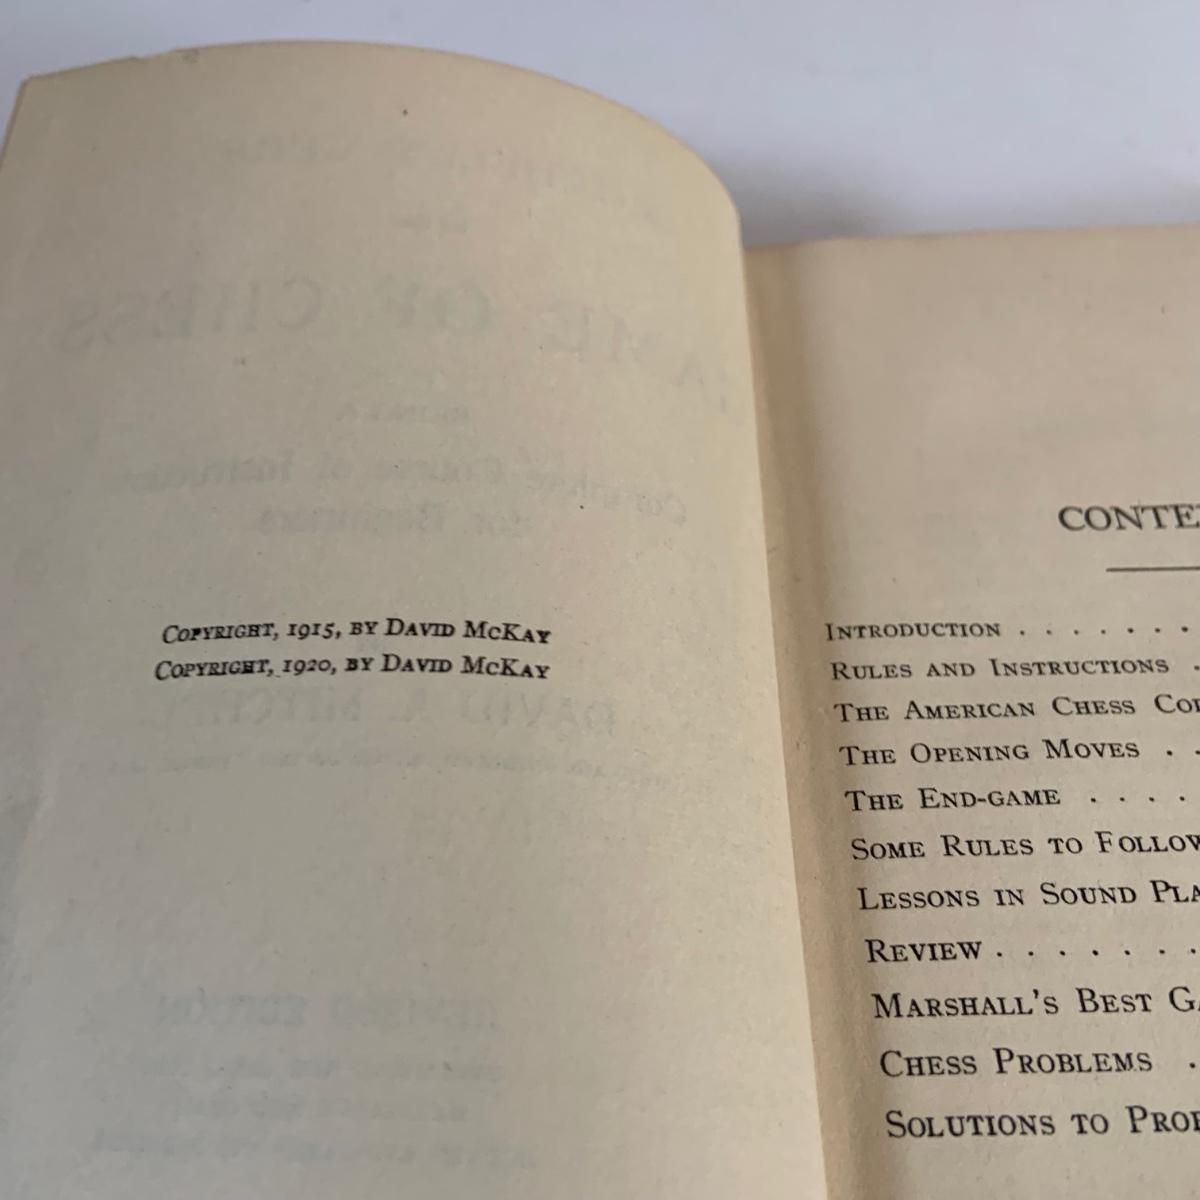 COPYRIGHT, 1915, BY DAVID MCKAY
COPYRIGHT, 1920, BY DAVID MCKAY
CONTE
INTRODUCTION . . . . . . .
RULES AND INSTRUCTIONS .
THE AMERICAN CHESS CO
THE OPENING MOVES . .
THE END-GAME . . . .
SOME RULES TO FOLLOW
LESSONS IN SOUND PLA
REVIEW . . . . . . .
MARSHALL'S BEST GA
CHESS PROBLEMS .
SOLUTIONS TO PROB